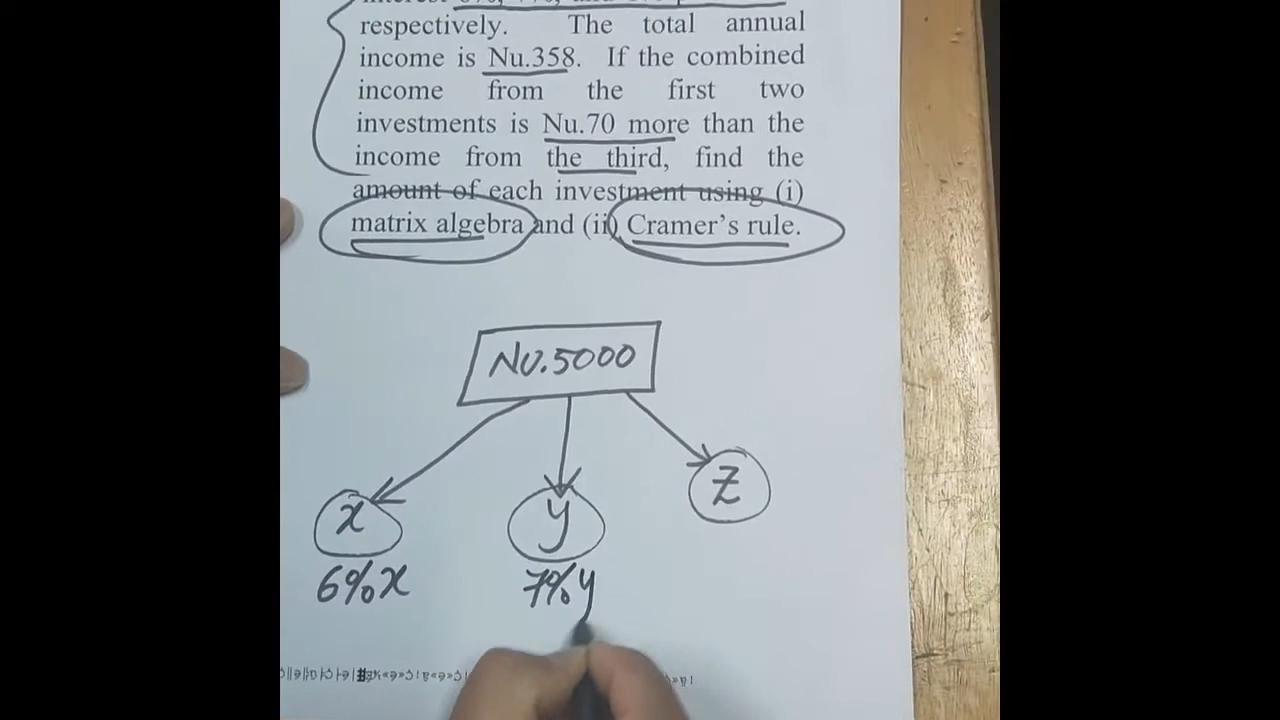 respectively. The total annual
income is Nu.358. If the combined
income from the first two
investments is Nu.70 more than the
income from the third, find the
amount of each investment using (i)
matrix algebra and (ii) Cramer's rule.
NU.5000
x y z
6%x 7%y